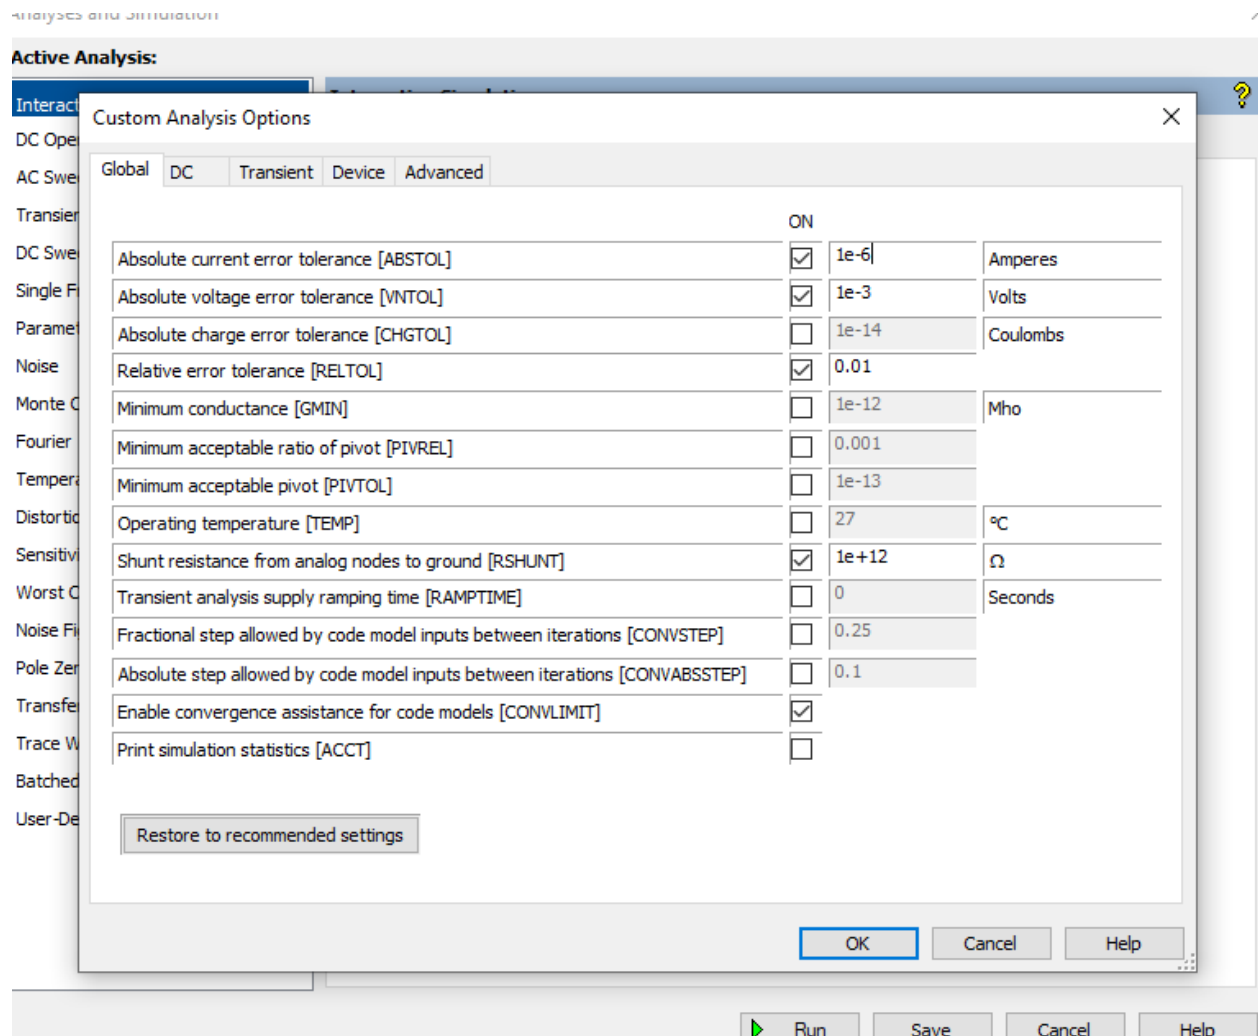 Analyses and Simulation
Active Analysis:
Interact
Custom Analysis Options
DC Ope
Global DC Transient Device Advanced
AC Swe
Transier
ON
DC Swe
Absolute current error tolerance [ABSTOL] 1e-6 Amperes
Single F
Absolute voltage error tolerance [VNTOL] 1e-3 Volts
Paramet
Absolute charge error tolerance [CHGTOL] 1e-14 Coulombs
Noise
Relative error tolerance [RELTOL] 0.01
Monte C
Minimum conductance [GMIN] 1e-12 Mho
Fourier
Minimum acceptable ratio of pivot [PIVREL] 0.001
Tempera
Minimum acceptable pivot [PIVTOL] 1e-13
Distortio
Operating temperature [TEMP] 27 °C
Sensitivi
Shunt resistance from analog nodes to ground [RSHUNT] 1e+12 Ω
Worst C
Transient analysis supply ramping time [RAMPTIME] 0 Seconds
Noise Fi
Fractional step allowed by code model inputs between iterations [CONVSTEP] 0.25
Pole Zer
Absolute step allowed by code model inputs between iterations [CONVABSSTEP] 0.1
Transfe
Enable convergence assistance for code models [CONVLIMIT]
Trace W
Print simulation statistics [ACCT]
Batched
User-De
Restore to recommended settings
OK Cancel Help
Run Save Cancel Help